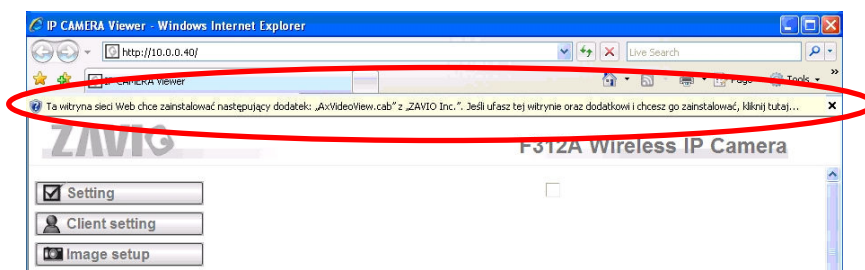 IP CAMERA Viewer - Windows Internet Explorer
http://10.0.0.40/
Live Search
IP CAMERA Viewer
Page
Tools
Ta witryna sieci Web chce zainstalować następujący dodatek: „AxVideoView.cab” z „ZAVIO Inc.”. Jeśli ufasz tej witrynie oraz dodatkowi i chcesz go zainstalować, kliknij tutaj...
ZAVIO
F312A Wireless IP Camera
Setting
Client setting
Image setup